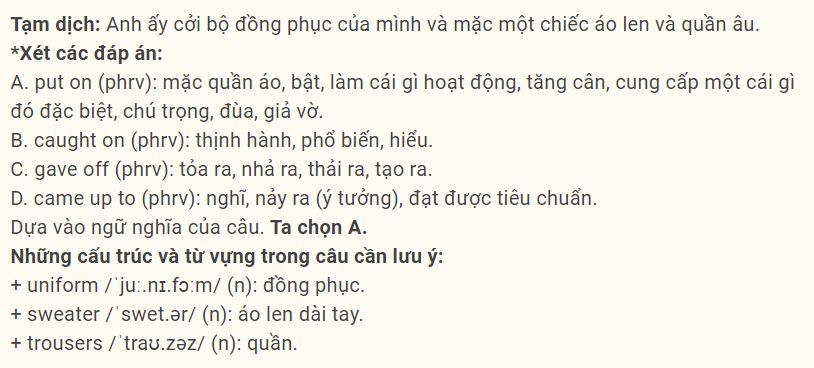 Tạm dịch: Anh ấy cởi bộ đồng phục của mình và mặc một chiếc áo len và quần âu.
*Xét các đáp án:
A. put on (phrv): mặc quần áo, bật, làm cái gì hoạt động, tăng cân, cung cấp một cái gì
đó đặc biệt, chú trọng, đùa, giả vờ.
B. caught on (phrv): thịnh hành, phổ biến, hiểu.
C. gave off (phrv): tỏa ra, nhả ra, thải ra, tạo ra.
D. came up to (phrv): nghĩ, nảy ra (ý tưởng), đạt được tiêu chuẩn.
Dựa vào ngữ nghĩa của câu. Ta chọn A.
Những cấu trúc và từ vựng trong câu cần lưu ý:
+ uniform /ˈjuː.nɪ.fɔːm/ (n): đồng phục.
+ sweater /ˈswet.ər/ (n): áo len dài tay.
+ trousers /ˈtraʊ.zəz/ (n): quần.